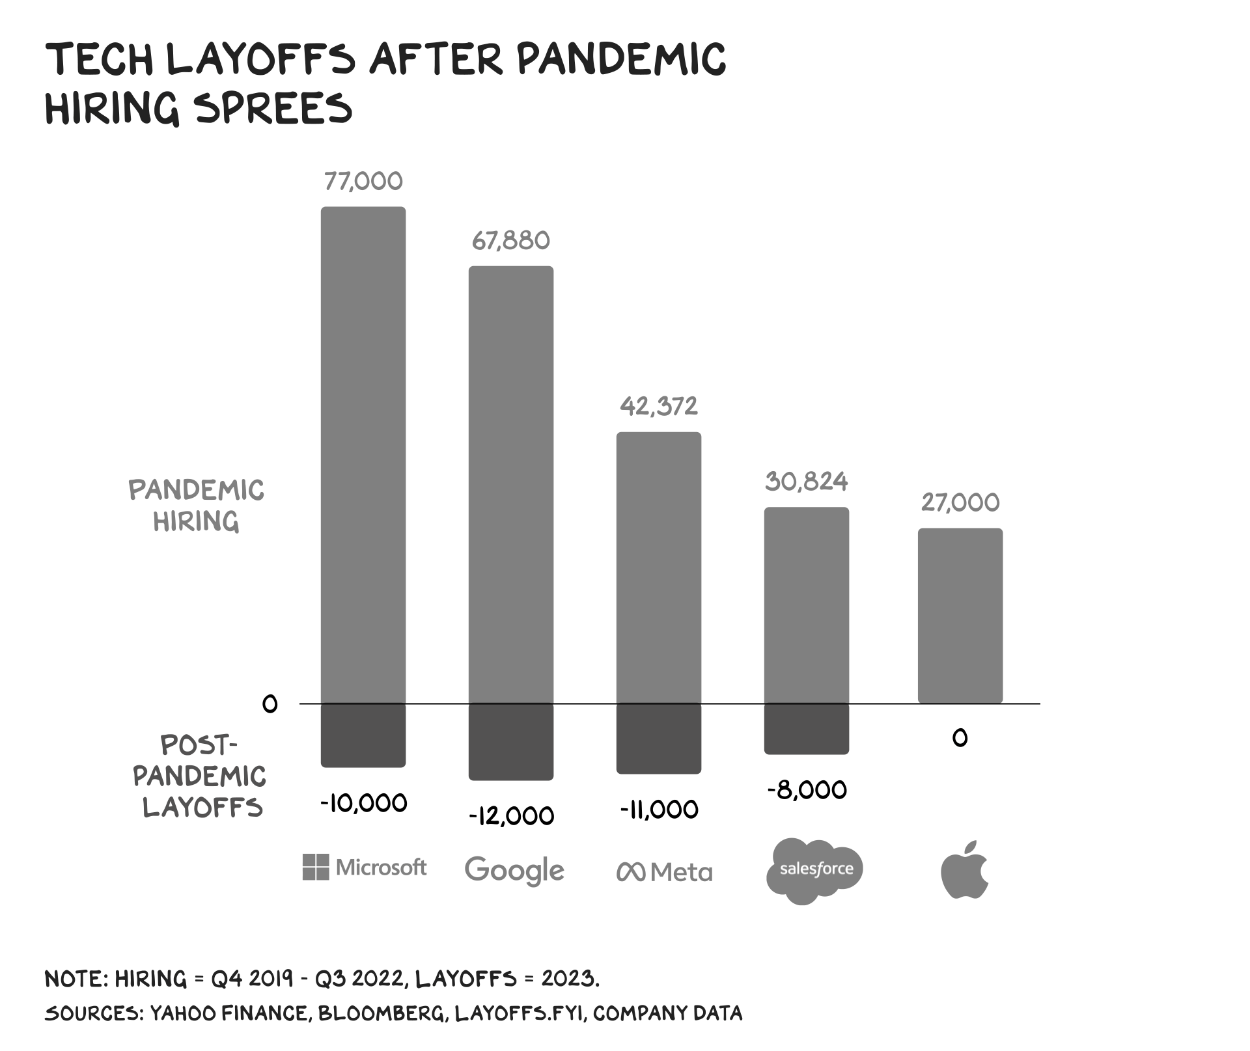 TECH LAYOFFS AFTER PANDEMIC
HIRING SPREES
77,000
67,880
42,372
30,824
27,000
PANDEMIC
HIRING
0
POST-
PANDEMIC
LAYOFFS
-10,000
-12,000
-11,000
-8,000
0
Microsoft
Google
Meta
salesforce
NOTE: HIRING = Q4 2019 - Q3 2022, LAYOFFS = 2023.
SOURCES: YAHOO FINANCE, BLOOMBERG, LAYOFFS.FYI, COMPANY DATA